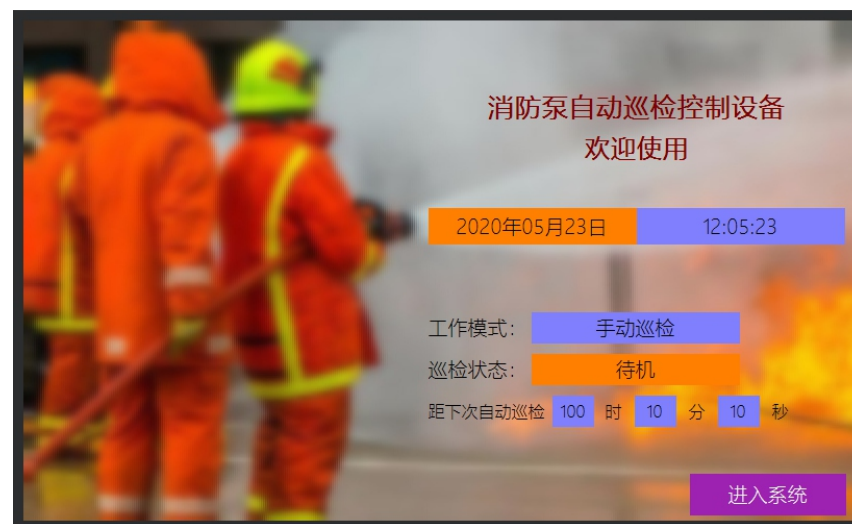 消防泵自动巡检控制设备
欢迎使用
2020年05月23日 12:05:23
工作模式： 手动巡检
巡检状态： 待机
距下次自动巡检 100 时 10 分 10 秒
进入系统